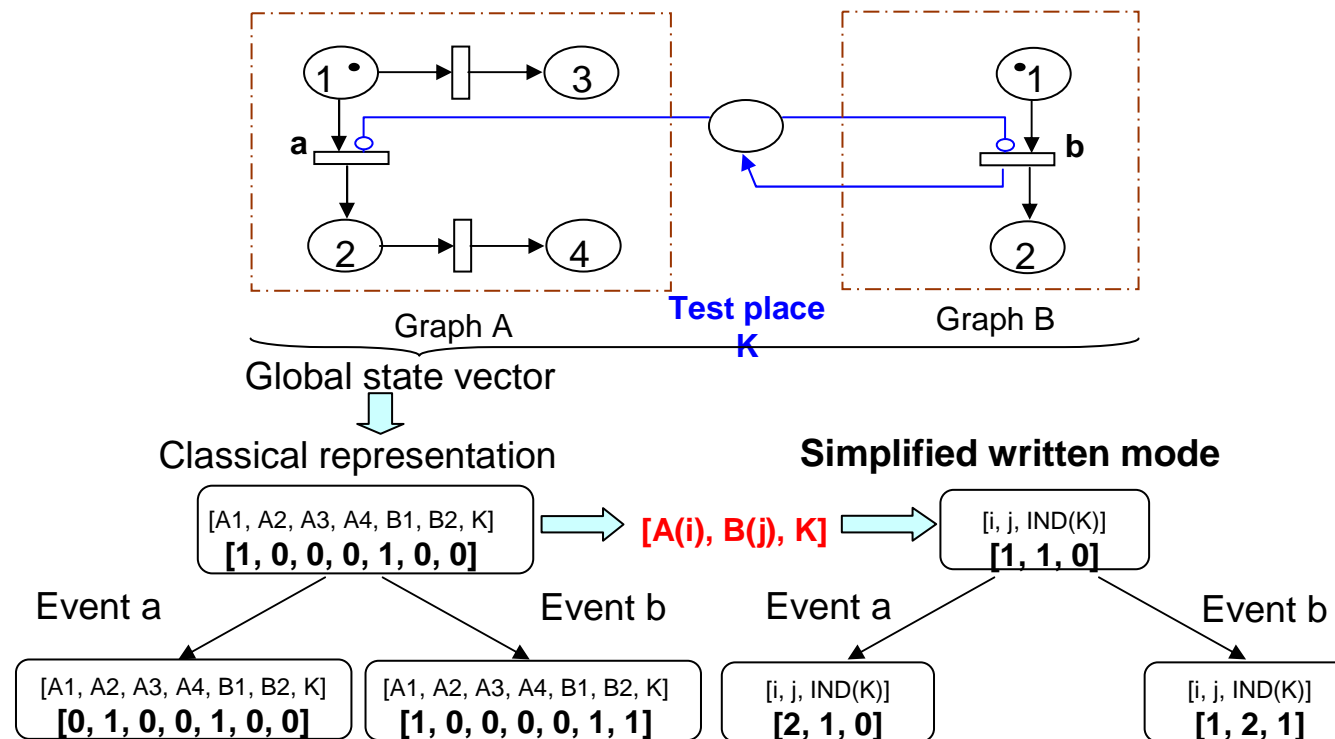 1 3 1
a b
2 4 2
Graph A Test place Graph B
K
Global state vector
Classical representation Simplified written mode
[A1, A2, A3, A4, B1, B2, K] [A(i), B(j), K] [i, j, IND(K)]
[1, 0, 0, 0, 1, 0, 0] [1, 1, 0]
Event a Event b Event a Event b
[A1, A2, A3, A4, B1, B2, K] [A1, A2, A3, A4, B1, B2, K] [i, j, IND(K)] [i, j, IND(K)]
[0, 1, 0, 0, 1, 0, 0] [1, 0, 0, 0, 0, 1, 1] [2, 1, 0] [1, 2, 1]